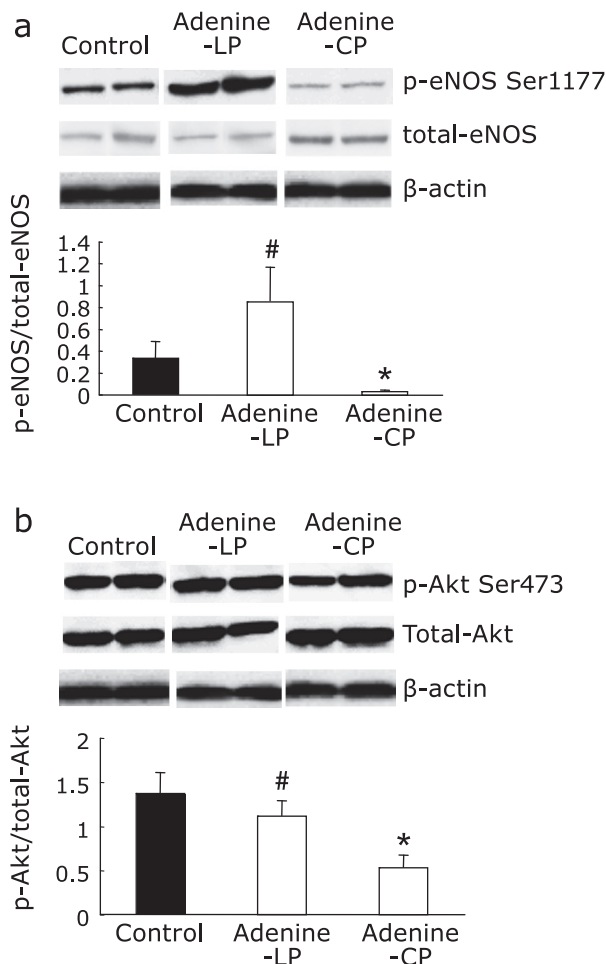 a
Control
Adenine
-LP
Adenine
-CP
p-eNOS Ser1177
total-eNOS
β-actin
p-eNOS/total-eNOS
1.4
1.2
1
0.8
0.6
0.4
0.2
0
#
*
Control
Adenine
-LP
Adenine
-CP
b
Control
Adenine
-LP
Adenine
-CP
p-Akt Ser473
Total-Akt
β-actin
p-Akt/total-Akt
2
1.5
1
0.5
0
#
*
Control
Adenine
-LP
Adenine
-CP